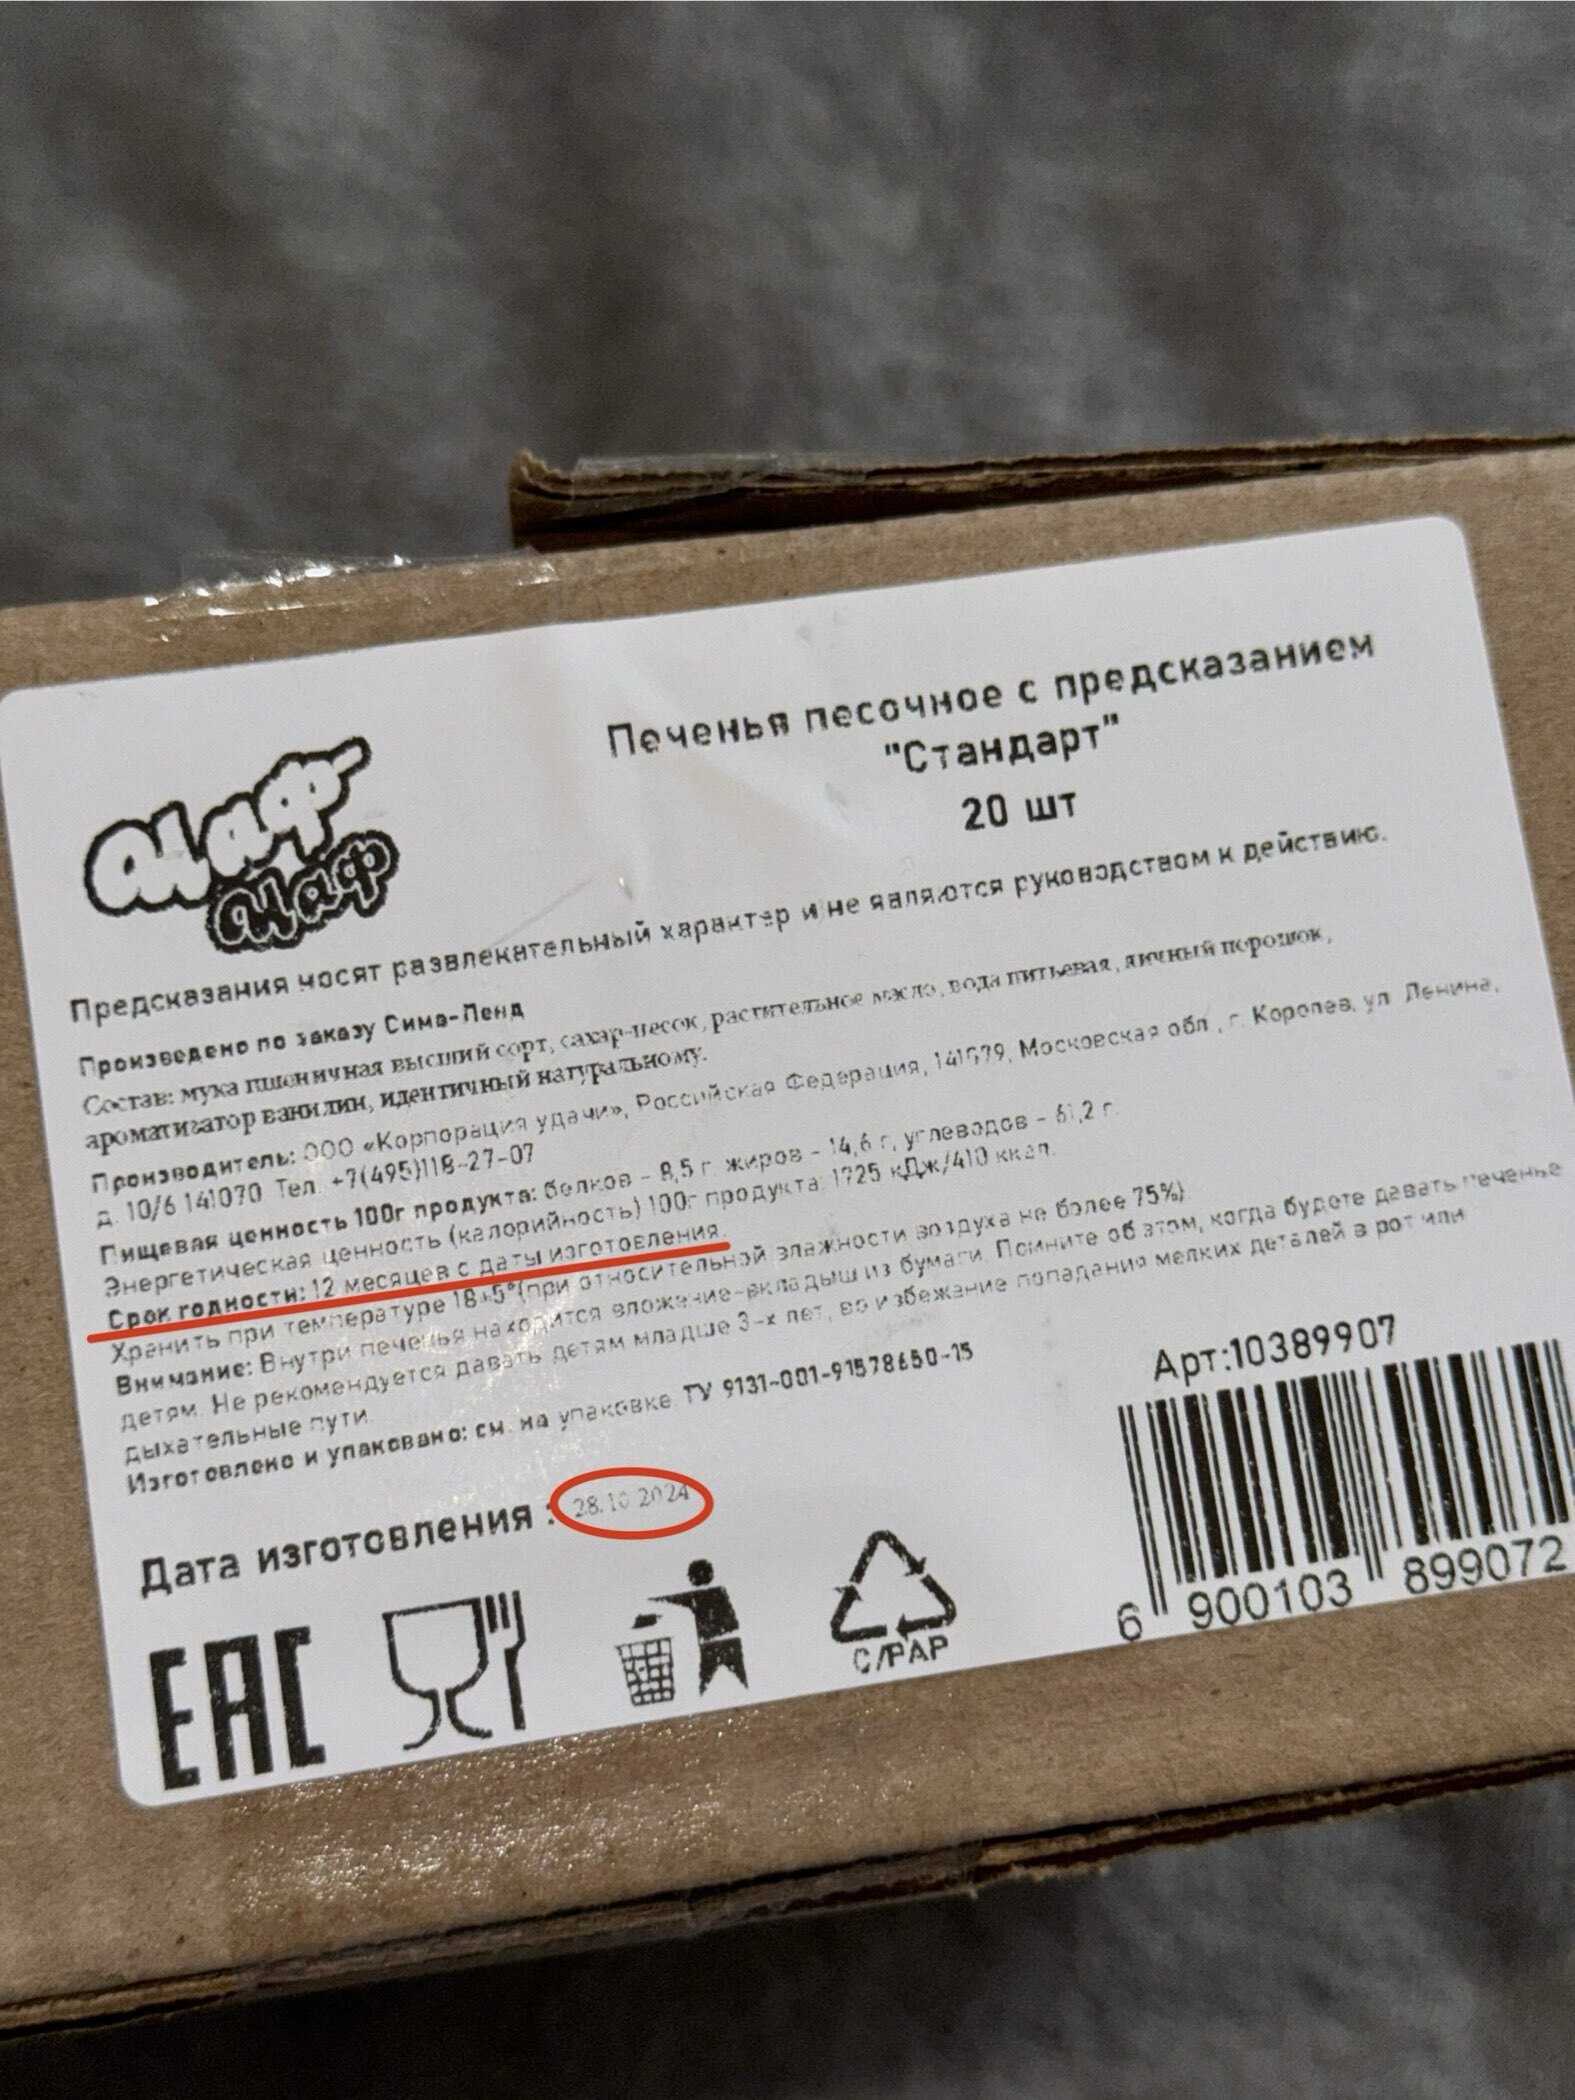 Чаф
Чаф
Печенья песочное с предсказанием
"Стандарт"
20 шт
Предсказания носят развлекательный характер и не являются руководством к действию.
Произведено по заказу Сима-Ленд
Состав: мука пшеничная высший сорт, сахар-песок, растительное масло, вода питьевая, яичный порошок,
ароматизатор ванилин, идентичный натуральному.
Производитель: ООО «Корпорация удачи», Российская Федерация, 141079, Московская обл., г. Королев, ул. Ленина,
д. 10/6 141070 Тел. +7(495)118-27-07
Пищевая ценность 100г продукта: белков - 8,5 г. жиров - 14,6 г, углеводов - 61,2 г.
Энергетическая ценность (калорийность) 100г продукта: 1725 кДж/410 ккал.
Срок годности: 12 месяцев с даты изготовления.
Хранить при температуре 18±5°(при относительной влажности воздуха не более 75%)
Внимание: Внутри печенья находится вложение-вкладыш из бумаги. Помните об этом, когда будете давать печенье
детям. Не рекомендуется давать детям младше 3-х лет, во избежание попадания мелких деталей в рот или
дыхательные пути.
Изготовлено и упаковано: см. на упаковке ТУ 9131-001-91578650-15
Дата изготовления : 28.10.2024
Арт:10389907
6 900103 899072
EAC
C/PAP